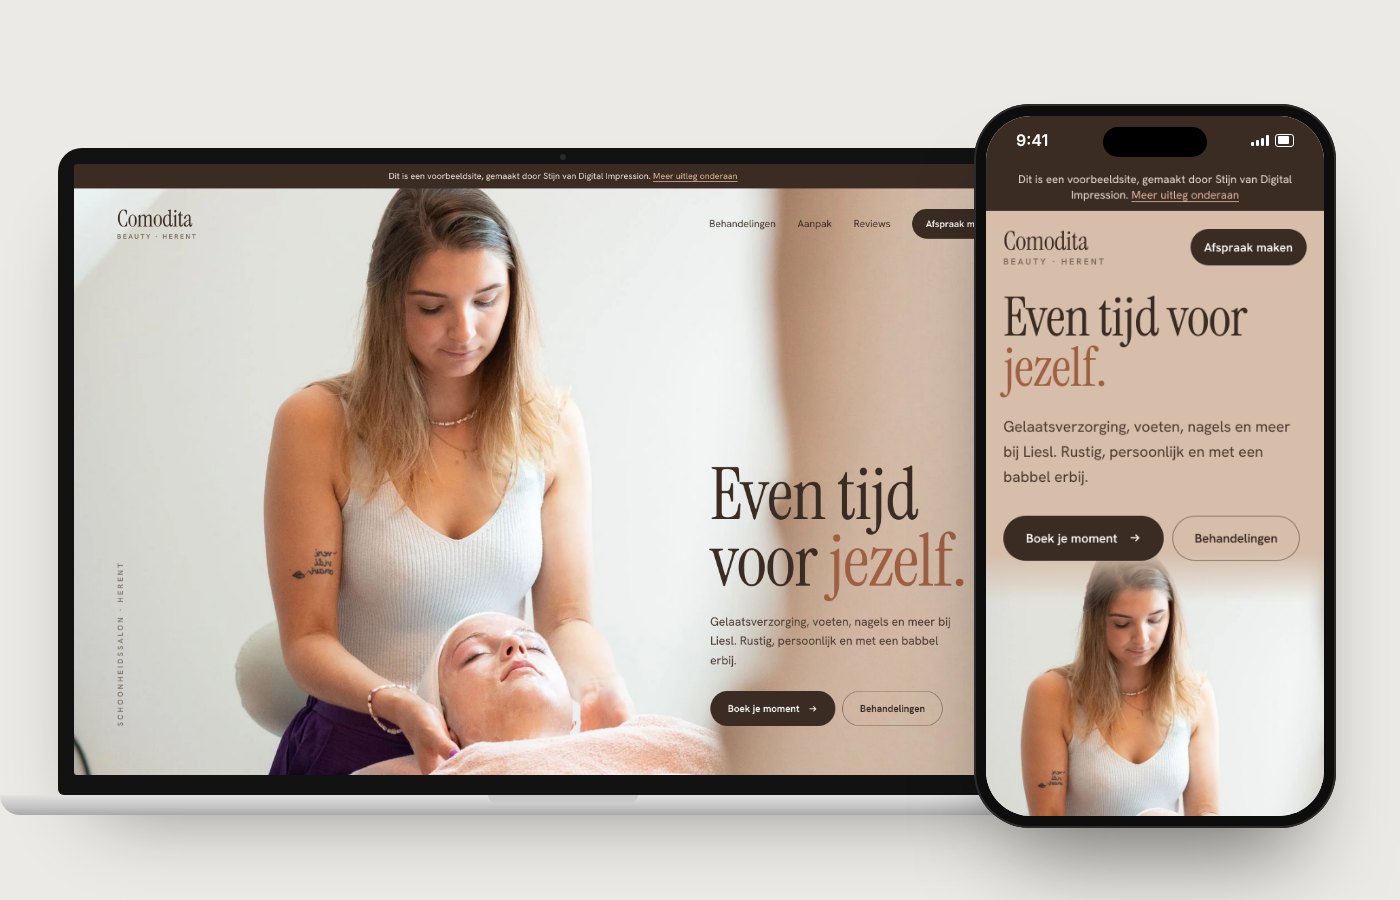 Dit is een voorbeeldsite, gemaakt door Stijn van Digital Impression. Meer uitleg onderaan
Comodita
BEAUTY · HERENT
Behandelingen
Aanpak
Reviews
Afspraak
Even tijd
voor jezelf.
Gelaatsverzorging, voeten, nagels en meer bij
Liesl. Rustig, persoonlijk en met een babbel
erbij.
Boek je moment →
Behandelingen
SCHOONHEIDSSALON · HERENT
9:41
Dit is een voorbeeldsite, gemaakt door Stijn van Digital
Impression. Meer uitleg onderaan
Comodita
BEAUTY · HERENT
Afspraak maken
Even tijd voor
jezelf.
Gelaatsverzorging, voeten, nagels en meer
bij Liesl. Rustig, persoonlijk en met een
babbel erbij.
Boek je moment →
Behandelingen